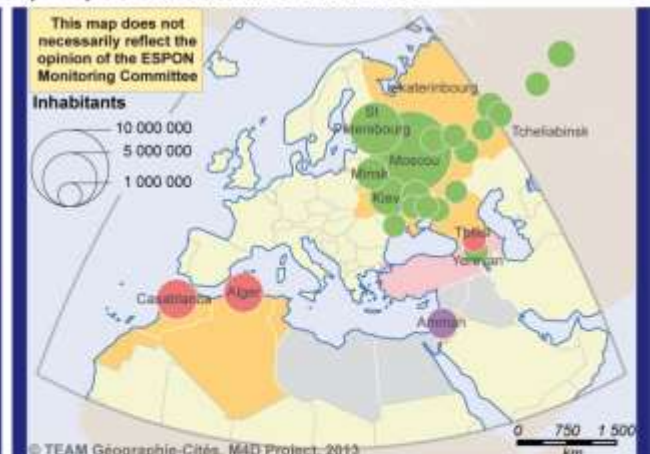 This map does not
necessarily reflect the
opinion of the ESPON
Monitoring Committee
Inhabitants
10 000 000
5 000 000
1 000 000
Iekaterinbourg
St
Petersbourg
Tcheliabinsk
Moscou
Minsk
Kiev
Tbilisi
Yerevan
Casablanca
Alger
Amman
0 750 1 500
km
© TEAM Géographie-Cités, M4D Project, 2013